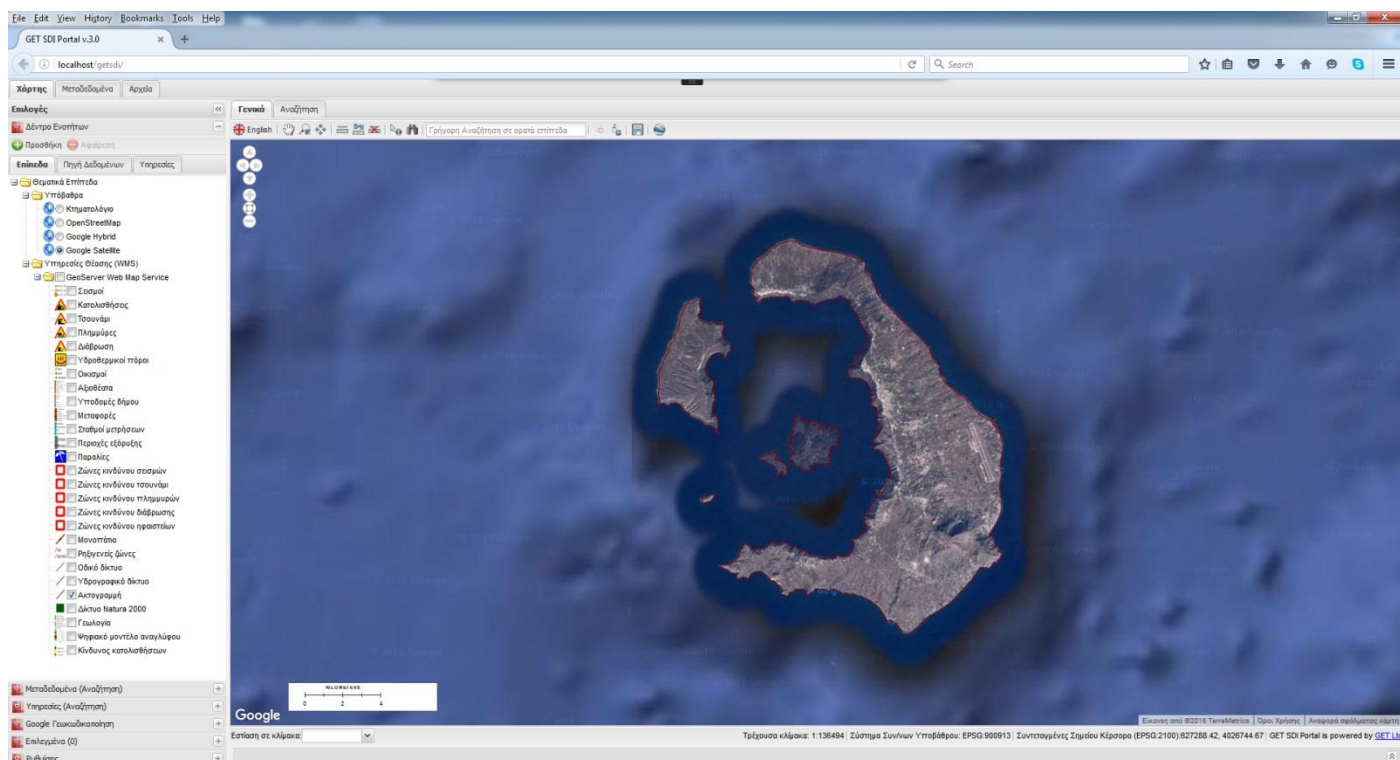 File Edit View History Bookmarks Tools Help
GET SDI Portal v.3.0
localhost/getsdi/
Search
Χάρτης Μεταδεδομένα Αρχεία
Επιλογές
Γενικά Αναζήτηση
Δέντρο Ενοτήτων
English
Γρήγορη Αναζήτηση σε ορατά επίπεδα
Προσθήκη Αφαίρεση
Επίπεδα Πηγή Δεδομένων Υπηρεσίες
Θεματικά Επίπεδα
Υπόβαθρα
Κτηματολόγιο
OpenStreetMap
Google Hybrid
Google Satellite
Υπηρεσίες Θέασης (WMS)
GeoServer Web Map Service
Σεισμοί
Κατολισθήσεις
Τσουνάμι
Πλημμύρες
Διάβρωση
Υδροθερμικοί πόροι
Οικισμοί
Αξιοθέατα
Υποδομές δήμου
Μεταφορές
Σταθμοί μετρήσεων
Περιοχές εξόρυξης
Παραλίες
Ζώνες κινδύνου σεισμών
Ζώνες κινδύνου τσουνάμι
Ζώνες κινδύνου πλημμυρών
Ζώνες κινδύνου διάβρωσης
Ζώνες κινδύνου ηφαιστείων
Μονοπάτια
Ρηξιγενείς ζώνες
Οδικό δίκτυο
Υδρογραφικό δίκτυο
Ακτογραμμή
Δίκτυο Natura 2000
Γεωλογία
Ψηφιακό μοντέλο αναγλύφου
Κίνδυνος κατολισθήσεων
Μεταδεδομένα (Αναζήτηση)
Υπηρεσίες (Αναζήτηση)
Google Γεωκωδικοποίηση
Επιλεγμένα (0)
Ρυθμίσεις
KILOMETERS
0 2 4
Google
Εικόνες από ©2016 TerraMetrics Όροι Χρήσης Αναφορά σφάλματος χάρτη
Εστίαση σε κλίμακα:
Τρέχουσα κλίμακα: 1:136494 Σύστημα Συν/νων Υποβάθρου: EPSG:900913 Συντεταγμένες Σημείου Κέρσορα (EPSG:2100):627288.42, 4026744.67 GET SDI Portal is powered by GET Ltd